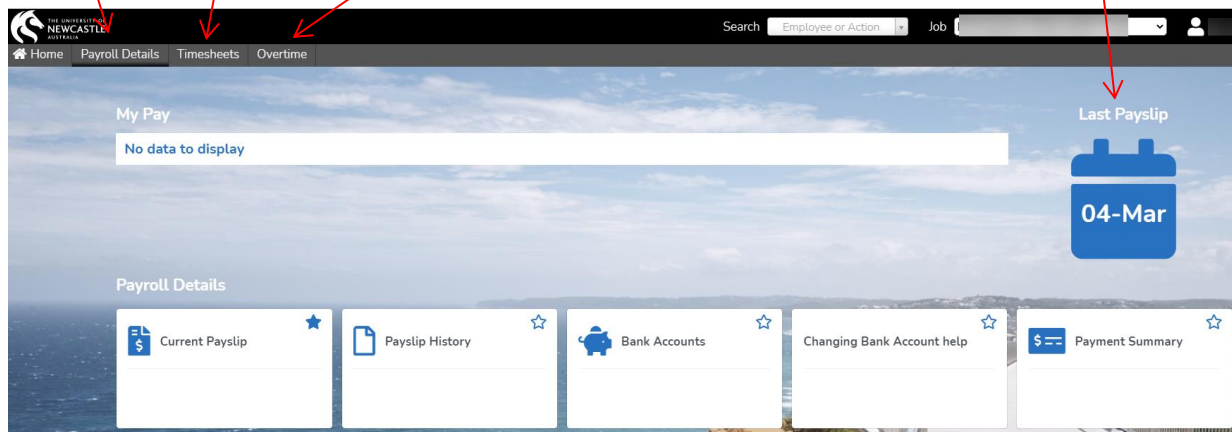 THE UNIVERSITY OF
NEWCASTLE
AUSTRALIA
Search Employee or Action Job
Home Payroll Details Timesheets Overtime
My Pay
Last Payslip
No data to display
04-Mar
Payroll Details
Current Payslip
Payslip History
Bank Accounts
Changing Bank Account help
Payment Summary